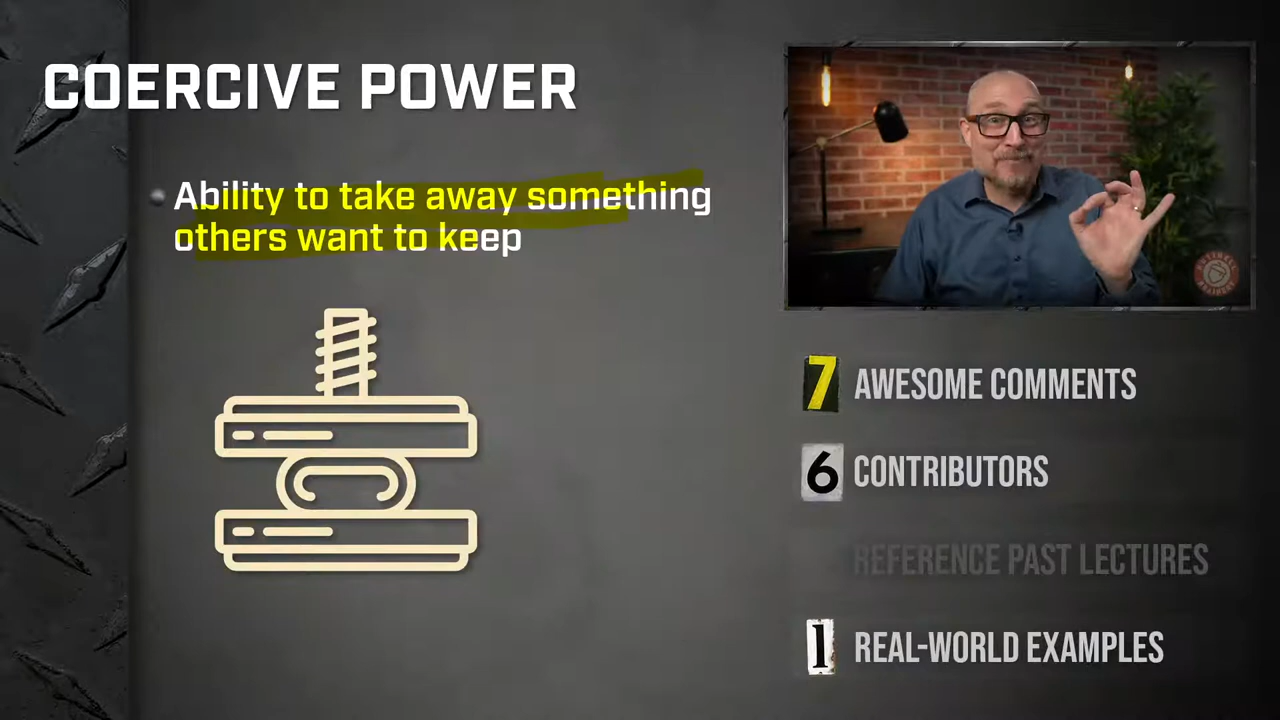 COERCIVE POWER
Ability to take away something
others want to keep
7 AWESOME COMMENTS
6 CONTRIBUTORS
REFERENCE PAST LECTURES
1 REAL-WORLD EXAMPLES